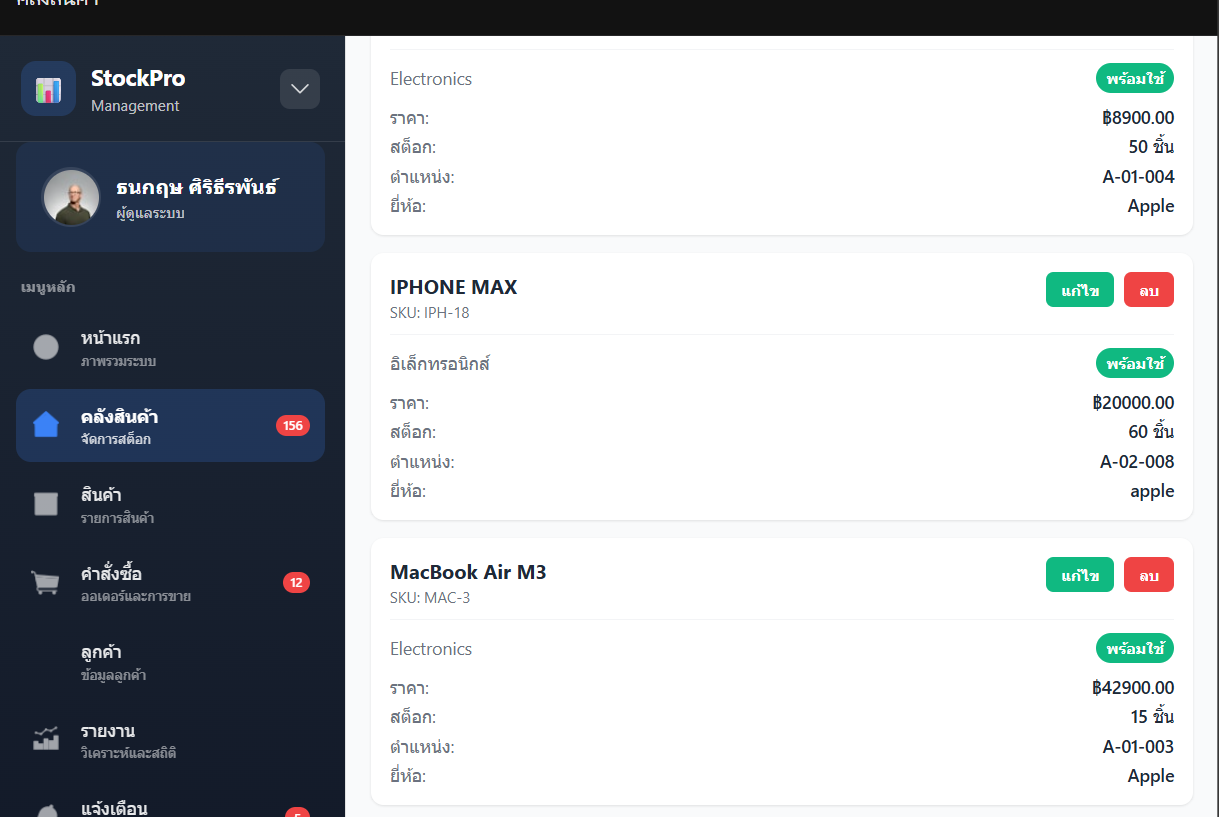 StockPro
Management
ธนกฤษ ศิริธีรพันธ์
ผู้ดูแลระบบ
เมนูหลัก
หน้าแรก
ภาพรวมระบบ
คลังสินค้า
จัดการสต็อก
156
สินค้า
รายการสินค้า
คำสั่งซื้อ
ออเดอร์และการขาย
12
ลูกค้า
ข้อมูลลูกค้า
รายงาน
วิเคราะห์และสถิติ
แจ้งเตือน
Electronics
พร้อมใช้
ราคา: ฿8900.00
สต็อก: 50 ชิ้น
ตำแหน่ง: A-01-004
ยี่ห้อ: Apple
IPHONE MAX
SKU: IPH-18
แก้ไข ลบ
อิเล็กทรอนิกส์
พร้อมใช้
ราคา: ฿20000.00
สต็อก: 60 ชิ้น
ตำแหน่ง: A-02-008
ยี่ห้อ: apple
MacBook Air M3
SKU: MAC-3
แก้ไข ลบ
Electronics
พร้อมใช้
ราคา: ฿42900.00
สต็อก: 15 ชิ้น
ตำแหน่ง: A-01-003
ยี่ห้อ: Apple